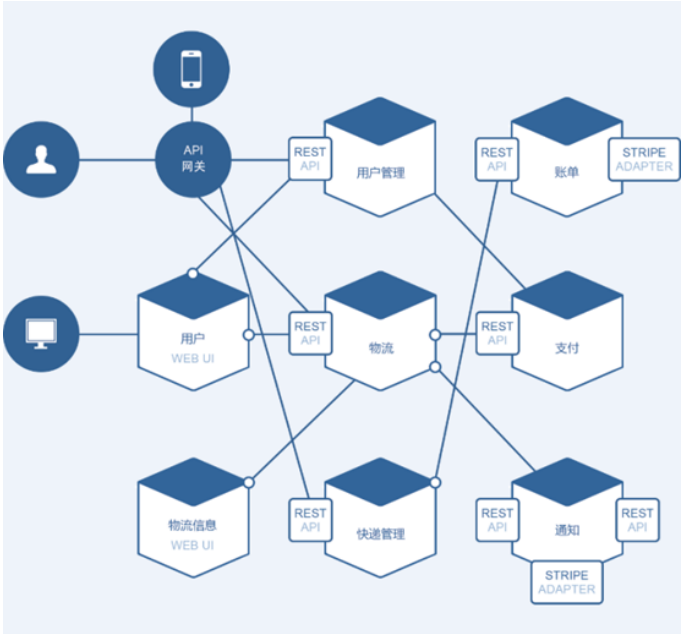 API
网关
REST
API
用户管理
REST
API
账单
STRIPE
ADAPTER
用户
WEB UI
REST
API
物流
REST
API
支付
物流信息
WEB UI
REST
API
快递管理
REST
API
通知
REST
API
STRIPE
ADAPTER